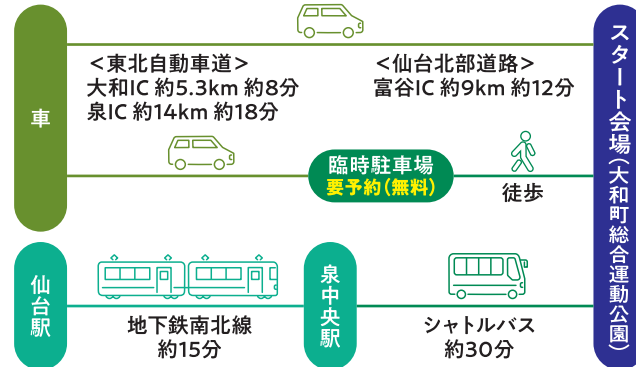 車
＜東北自動車道＞
大和IC 約5.3km 約8分
泉IC 約14km 約18分
＜仙台北部道路＞
富谷IC 約9km 約12分
臨時駐車場
要予約（無料）
徒歩
仙台駅
地下鉄南北線
約15分
泉中央駅
シャトルバス
約30分
スタート会場（大和町総合運動公園）